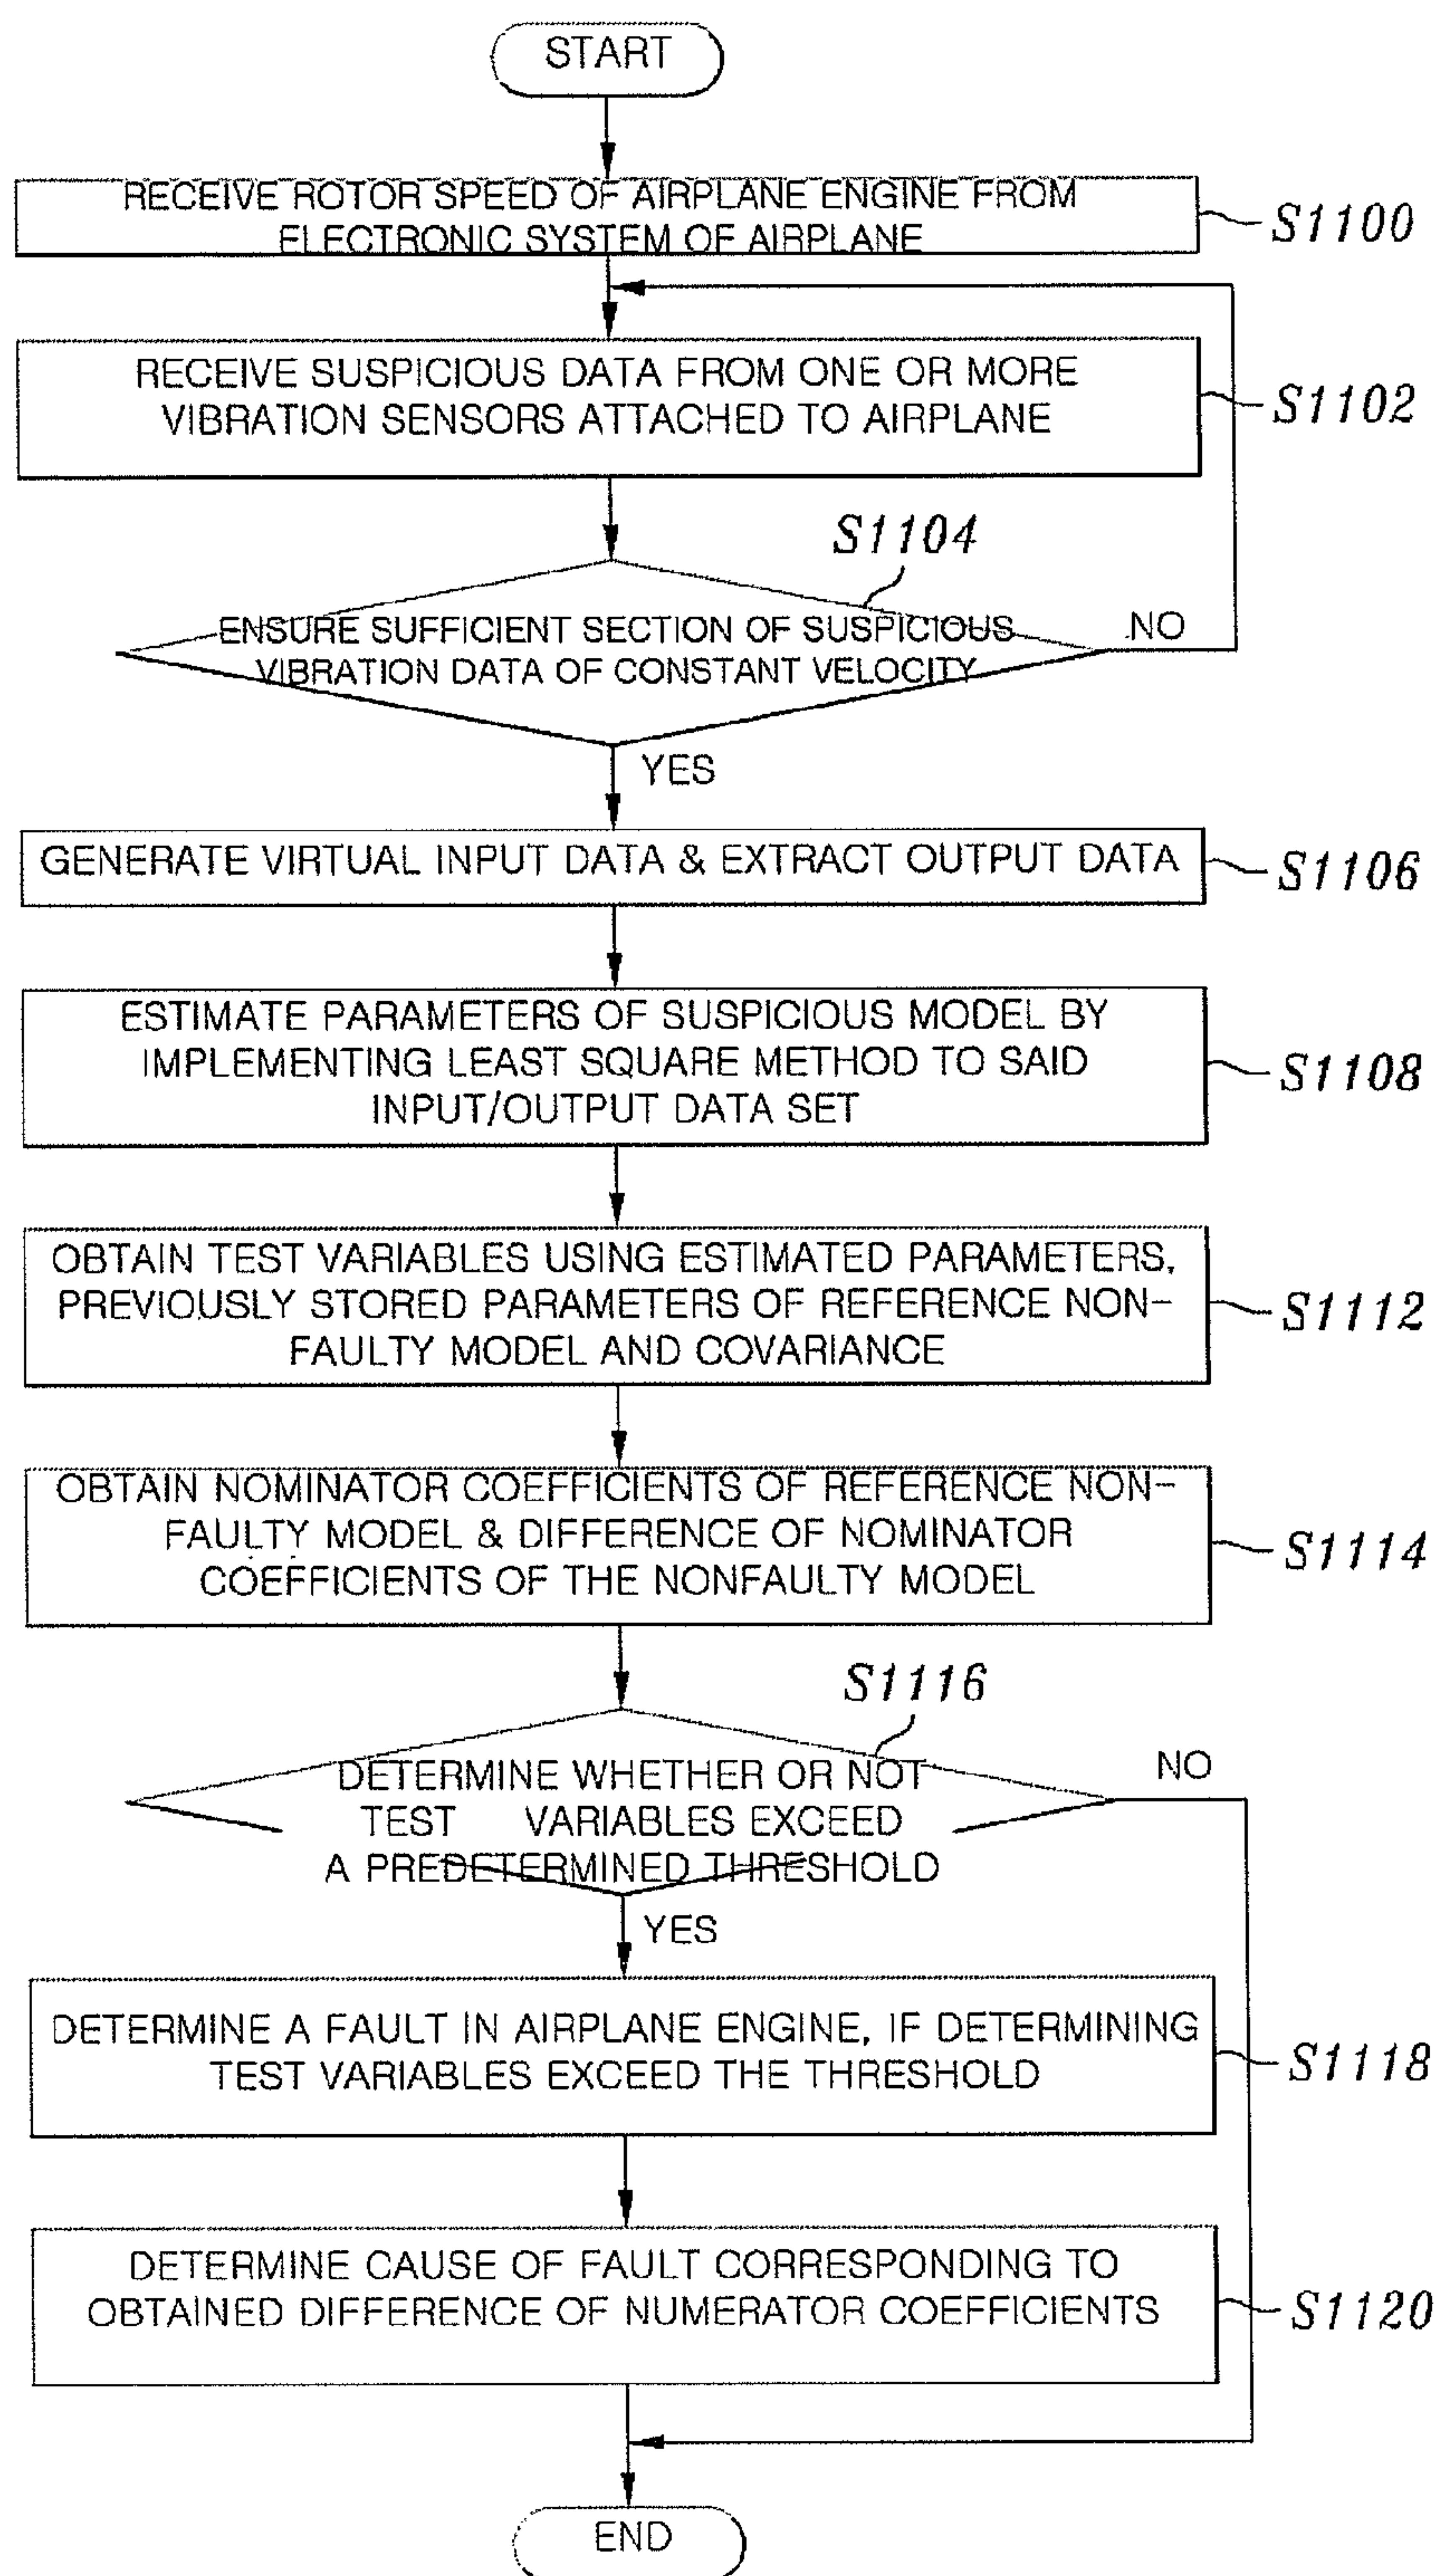 START
RECEIVE ROTOR SPEED OF AIRPLANE ENGINE FROM
ELECTRONIC SYSTEM OF AIRPLANE
S1100
RECEIVE SUSPICIOUS DATA FROM ONE OR MORE
VIBRATION SENSORS ATTACHED TO AIRPLANE
S1102
S1104
ENSURE SUFFICIENT SECTION OF SUSPICIOUS
VIBRATION DATA OF CONSTANT VELOCITY
NO
YES
GENERATE VIRTUAL INPUT DATA & EXTRACT OUTPUT DATA
S1106
ESTIMATE PARAMETERS OF SUSPICIOUS MODEL BY
IMPLEMENTING LEAST SQUARE METHOD TO SAID
INPUT/OUTPUT DATA SET
S1108
OBTAIN TEST VARIABLES USING ESTIMATED PARAMETERS,
PREVIOUSLY STORED PARAMETERS OF REFERENCE NON-
FAULTY MODEL AND COVARIANCE
S1112
OBTAIN NOMINATOR COEFFICIENTS OF REFERENCE NON-
FAULTY MODEL & DIFFERENCE OF NOMINATOR
COEFFICIENTS OF THE NONFAULTY MODEL
S1114
S1116
DETERMINE WHETHER OR NOT
TEST VARIABLES EXCEED
A PREDETERMINED THRESHOLD
NO
YES
DETERMINE A FAULT IN AIRPLANE ENGINE, IF DETERMINING
TEST VARIABLES EXCEED THE THRESHOLD
S1118
DETERMINE CAUSE OF FAULT CORRESPONDING TO
OBTAINED DIFFERENCE OF NUMERATOR COEFFICIENTS
S1120
END